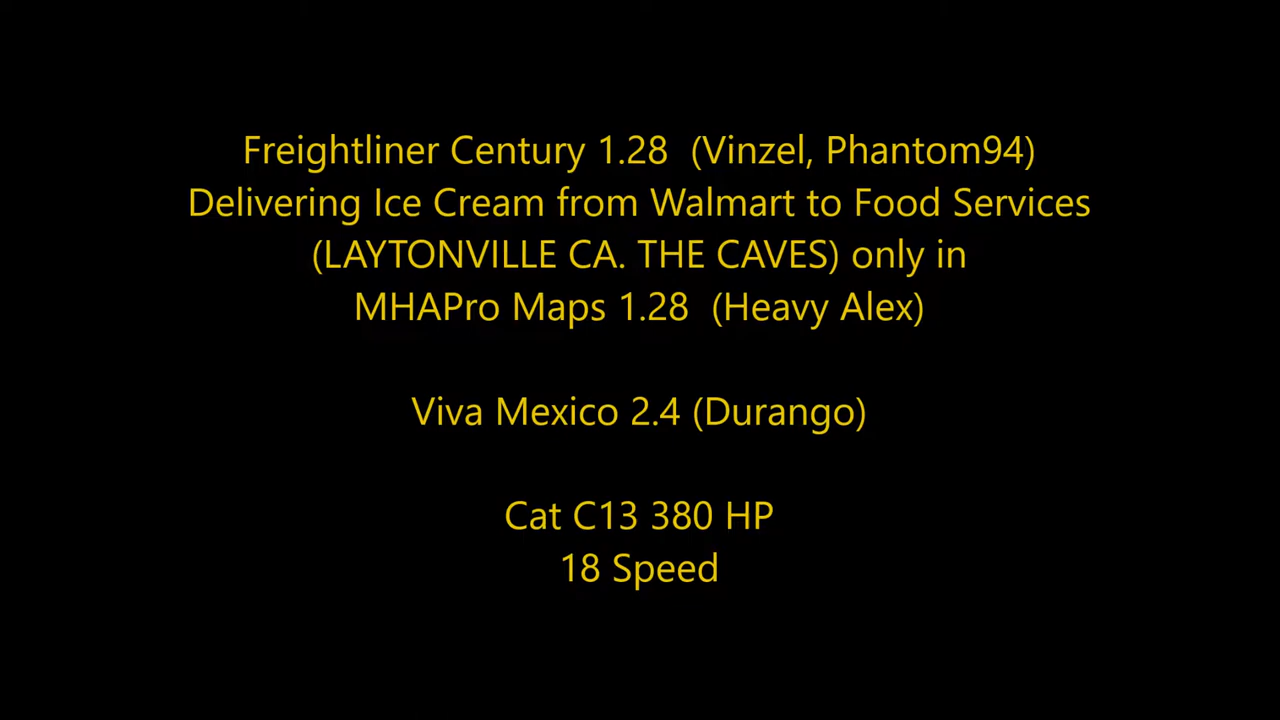 Freightliner Century 1.28  (Vinzel, Phantom94)
Delivering Ice Cream from Walmart to Food Services
(LAYTONVILLE CA. THE CAVES) only in
MHAPro Maps 1.28  (Heavy Alex)
Viva Mexico 2.4 (Durango)
Cat C13 380 HP
18 Speed